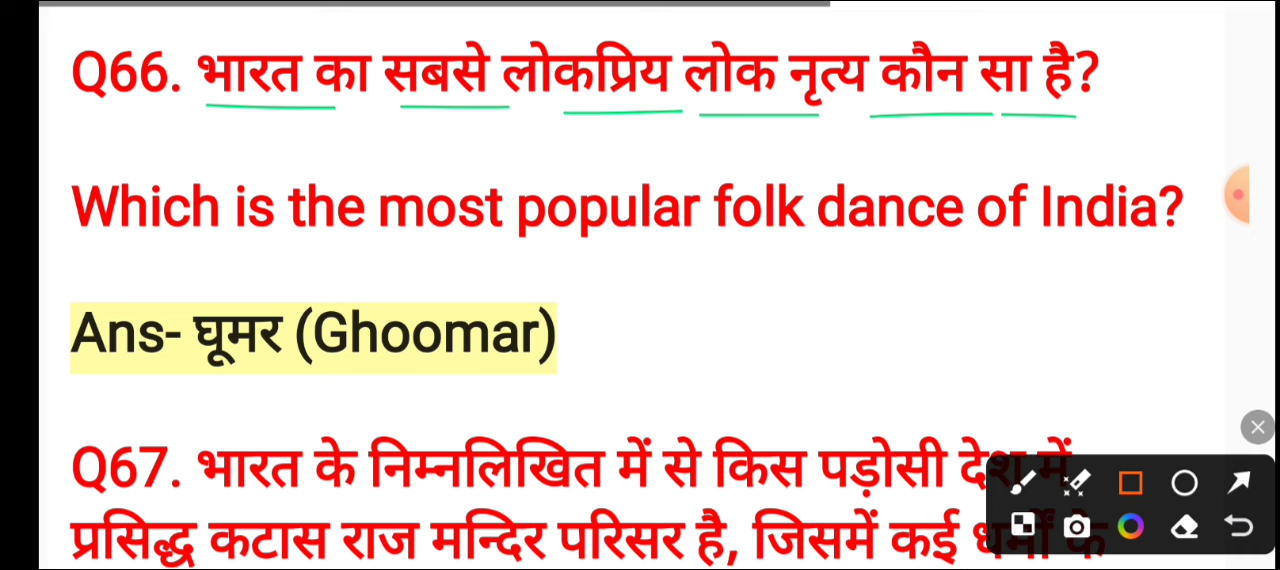 Q66. भारत का सबसे लोकप्रिय लोक नृत्य कौन सा है?
Which is the most popular folk dance of India?
Ans- घूमर (Ghoomar)
Q67. भारत के निम्नलिखित में से किस पड़ोसी देश में
प्रसिद्ध कटास राज मन्दिर परिसर है, जिसमें कई धर्मों के